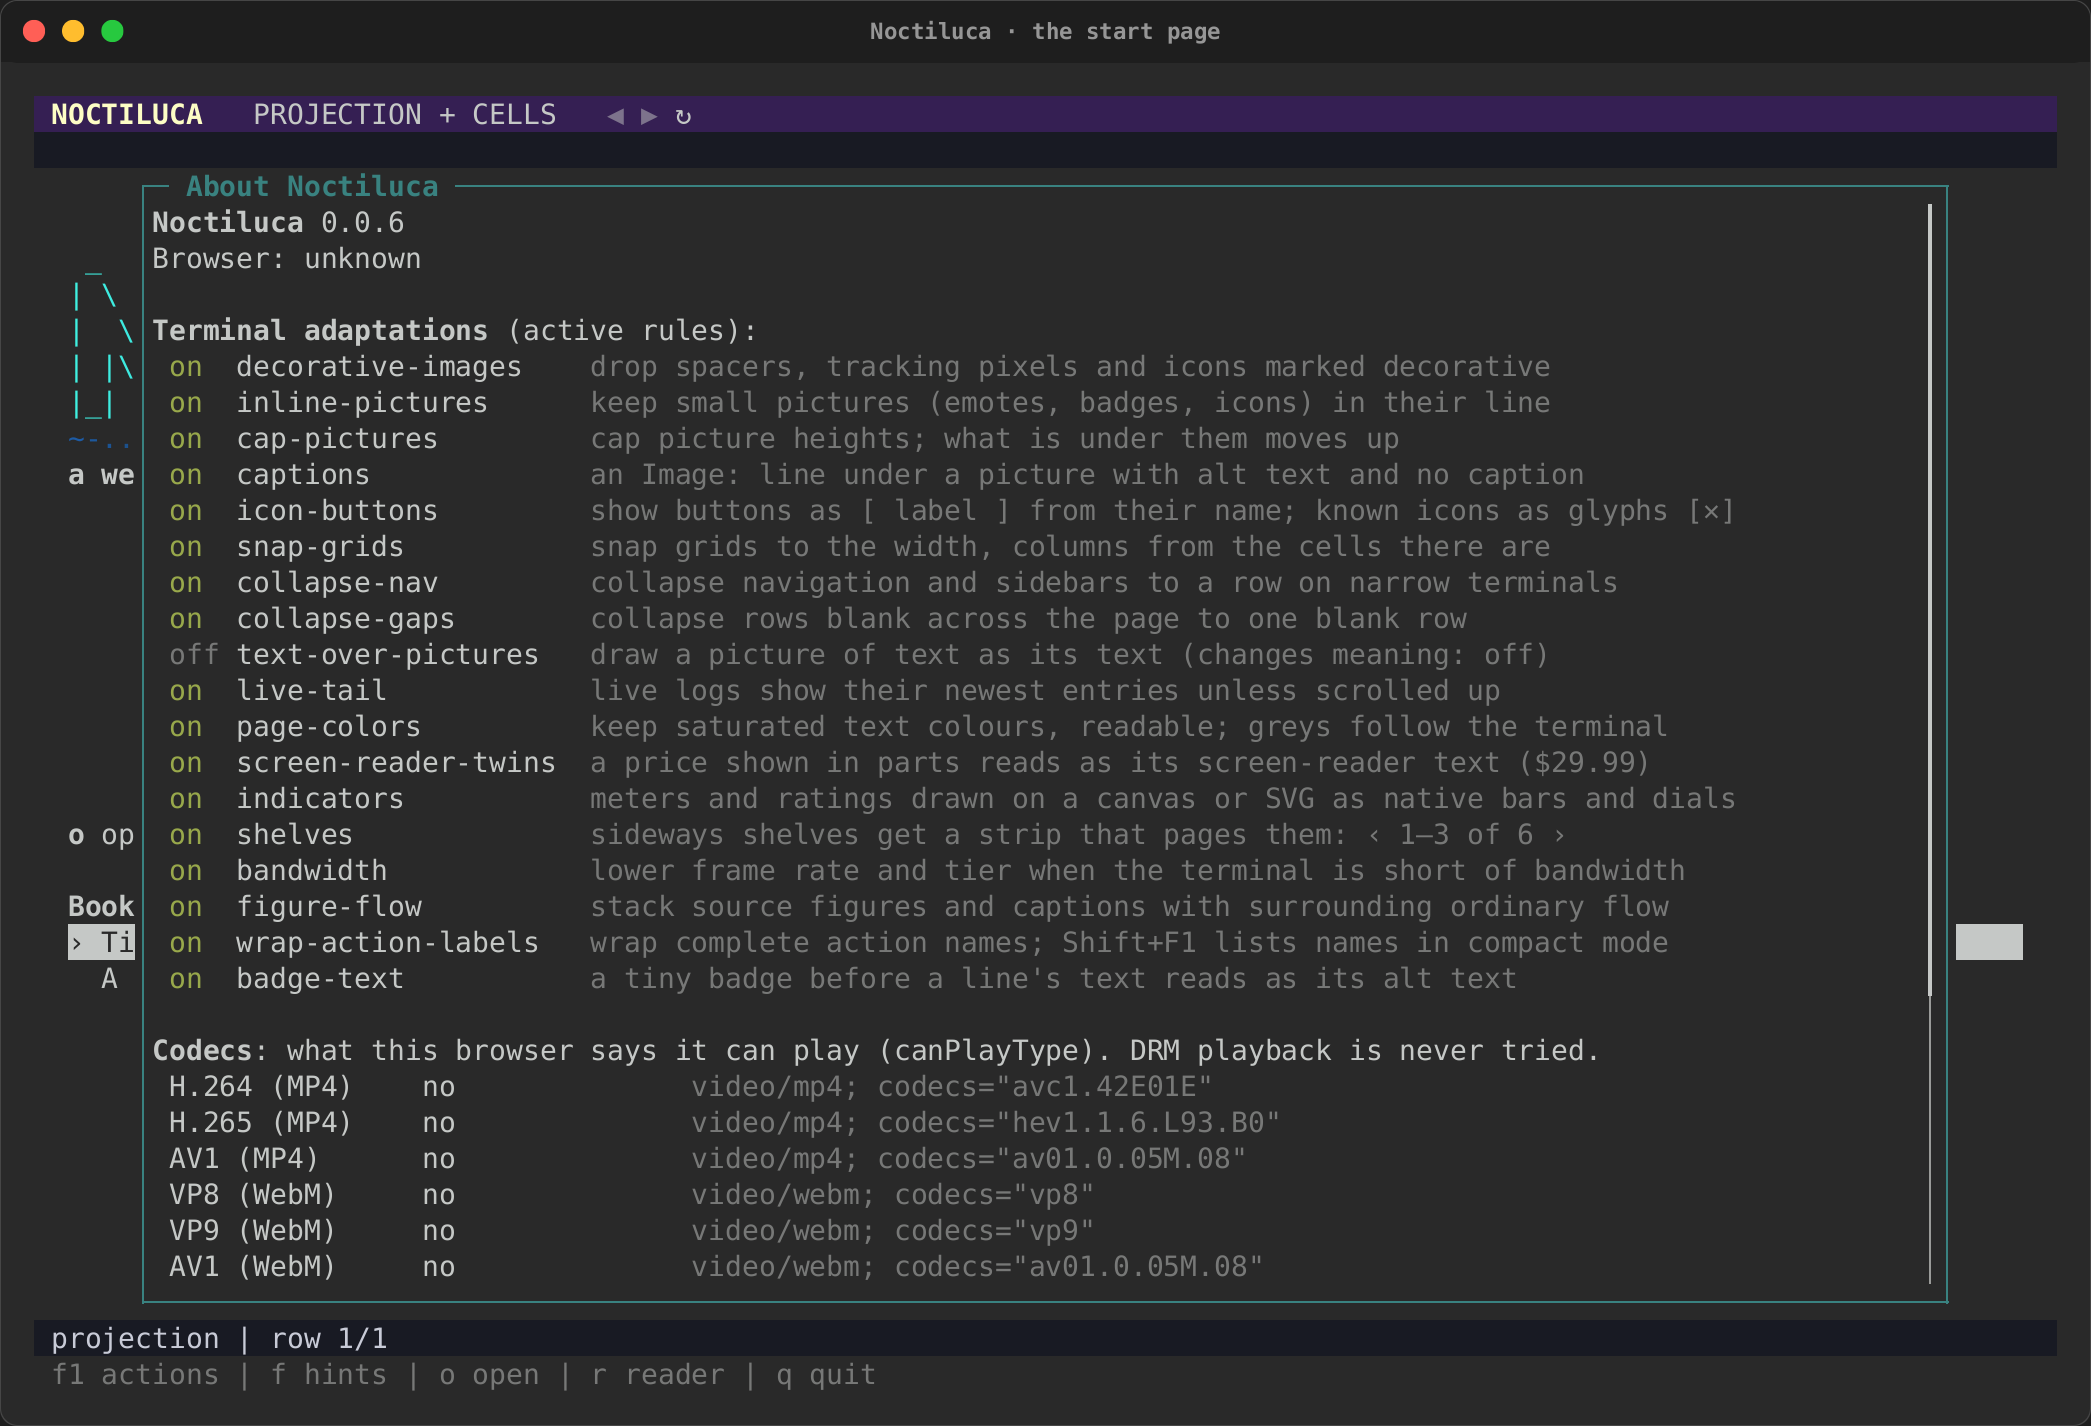 Noctiluca · the start page
NOCTILUCA PROJECTION + CELLS ◀ ▶ ↻
About Noctiluca
Noctiluca 0.0.6
Browser: unknown
Terminal adaptations (active rules):
on decorative-images drop spacers, tracking pixels and icons marked decorative
on inline-pictures keep small pictures (emotes, badges, icons) in their line
on cap-pictures cap picture heights; what is under them moves up
a we
on captions an Image: line under a picture with alt text and no caption
on icon-buttons show buttons as [ label ] from their name; known icons as glyphs [×]
on snap-grids snap grids to the width, columns from the cells there are
on collapse-nav collapse navigation and sidebars to a row on narrow terminals
on collapse-gaps collapse rows blank across the page to one blank row
off text-over-pictures draw a picture of text as its text (changes meaning: off)
on live-tail live logs show their newest entries unless scrolled up
on page-colors keep saturated text colours, readable; greys follow the terminal
on screen-reader-twins a price shown in parts reads as its screen-reader text ($29.99)
on indicators meters and ratings drawn on a canvas or SVG as native bars and dials
o op
on shelves sideways shelves get a strip that pages them: ‹ 1–3 of 6 ›
on bandwidth lower frame rate and tier when the terminal is short of bandwidth
Book
on figure-flow stack source figures and captions with surrounding ordinary flow
› Ti
on wrap-action-labels wrap complete action names; Shift+F1 lists names in compact mode
A
on badge-text a tiny badge before a line's text reads as its alt text
Codecs: what this browser says it can play (canPlayType). DRM playback is never tried.
H.264 (MP4) no video/mp4; codecs="avc1.42E01E"
H.265 (MP4) no video/mp4; codecs="hev1.1.6.L93.B0"
AV1 (MP4) no video/mp4; codecs="av01.0.05M.08"
VP8 (WebM) no video/webm; codecs="vp8"
VP9 (WebM) no video/webm; codecs="vp9"
AV1 (WebM) no video/webm; codecs="av01.0.05M.08"
projection | row 1/1
f1 actions | f hints | o open | r reader | q quit